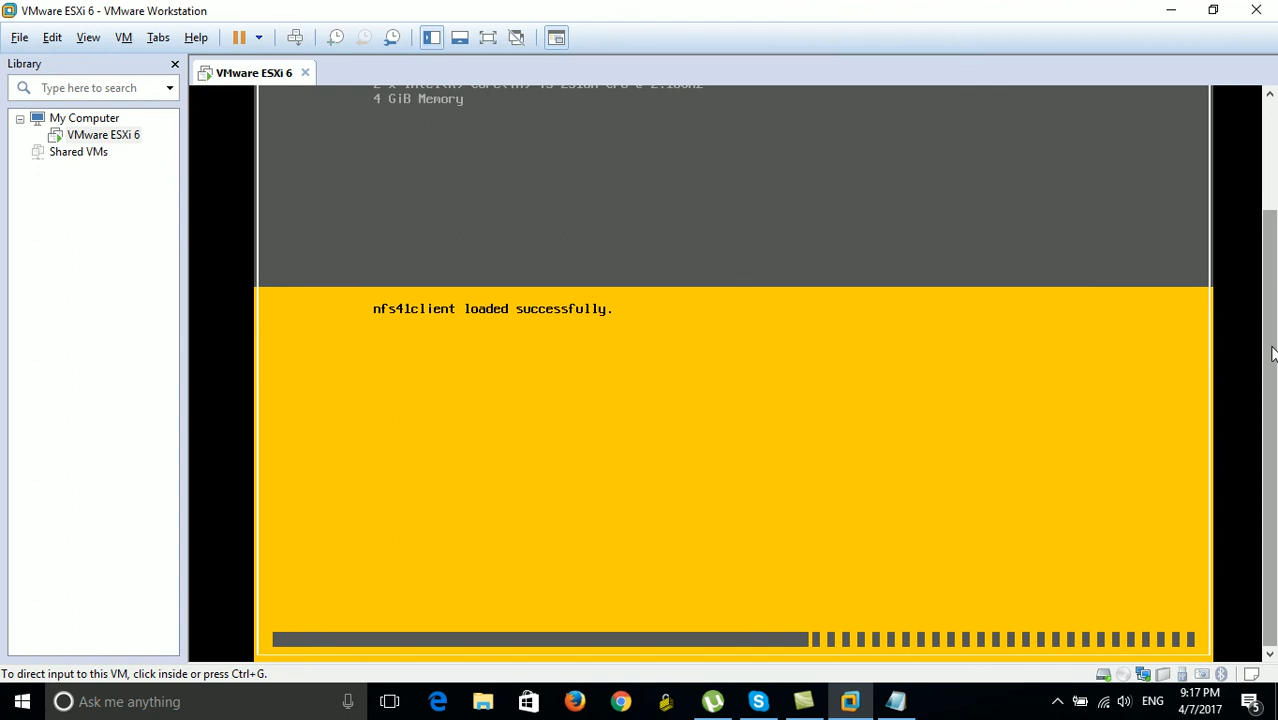 VMware ESXi 6 - VMware Workstation
File Edit View VM Tabs Help
Library
Type here to search
My Computer
VMware ESXi 6
Shared VMs
VMware ESXi 6
4 GiB Memory
nfs41client loaded successfully.
To direct input to this VM, click inside or press Ctrl+G.
Ask me anything
ENG
9:17 PM
4/7/2017
5